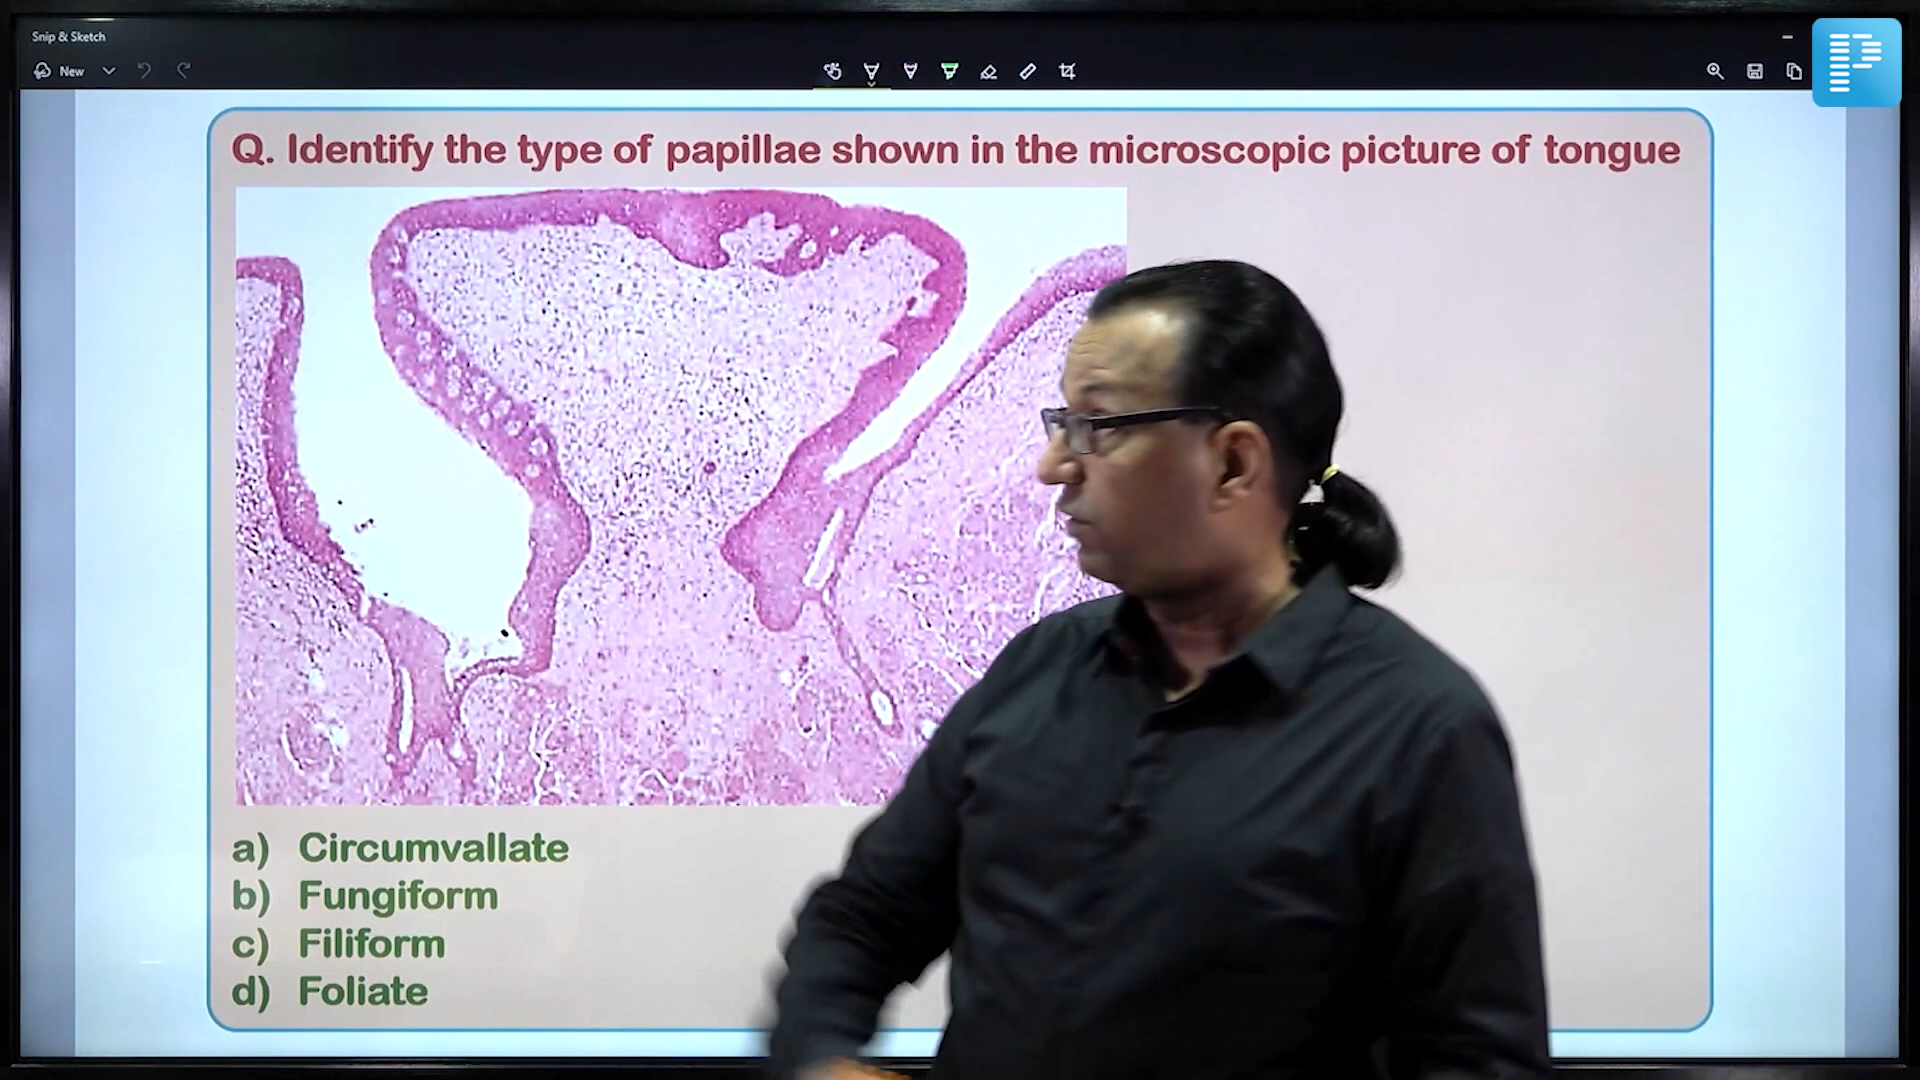 Snip & Sketch
New
Q. Identify the type of papillae shown in the microscopic picture of tongue
a) Circumvallate
b) Fungiform
c) Filiform
d) Foliate